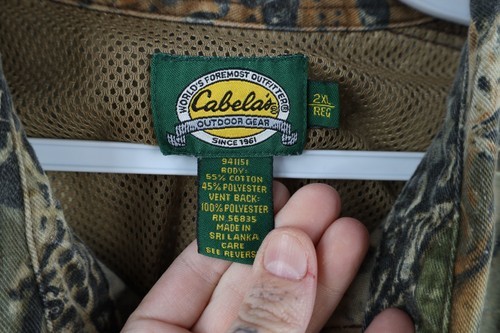 WORLD'S FOREMOST OUTFITTER®
Cabela's®
OUTDOOR GEAR
SINCE 1961
2XL
REG
941151
BODY:
55% COTTON
45% POLYESTER
VENT BACK:
100% POLYESTER
RN 56835
MADE IN
SRI LANKA
CARE
SEE REVERSE